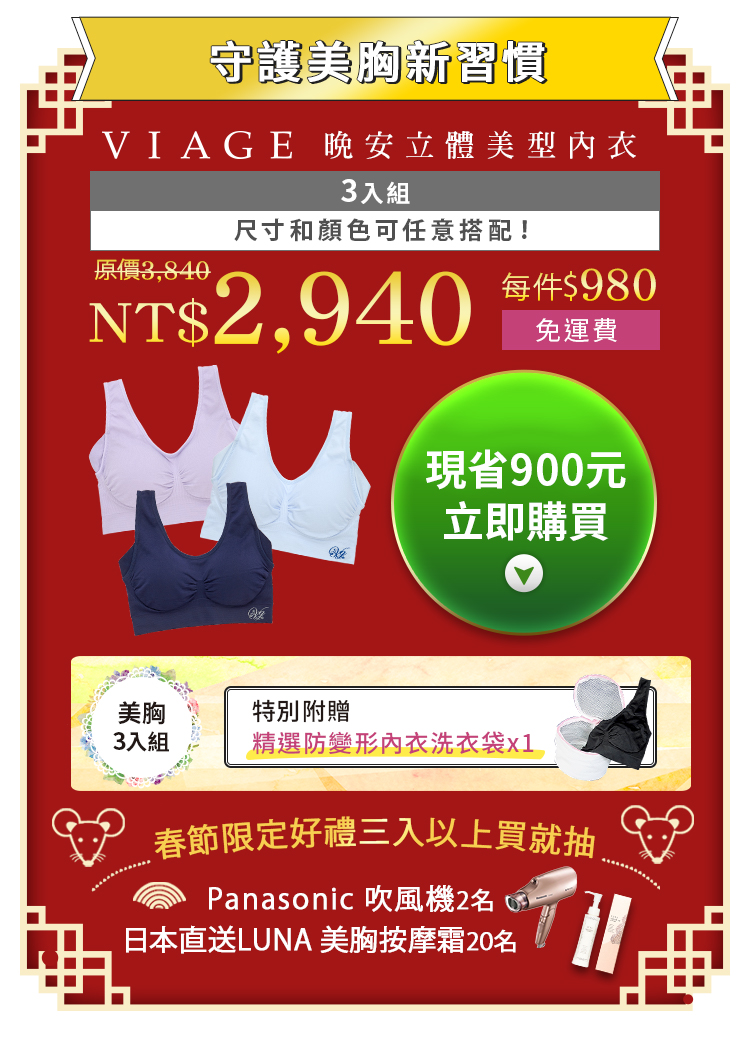 守護美胸新習慣
VIAGE 晚安立體美型內衣
3入組
尺寸和顏色可任意搭配！
原價3,840
NT$2,940
每件$980
免運費
現省900元
立即購買
美胸
3入組
特別附贈
精選防變形內衣洗衣袋x1
春節限定好禮三入以上買就抽
Panasonic 吹風機2名
日本直送LUNA 美胸按摩霜20名